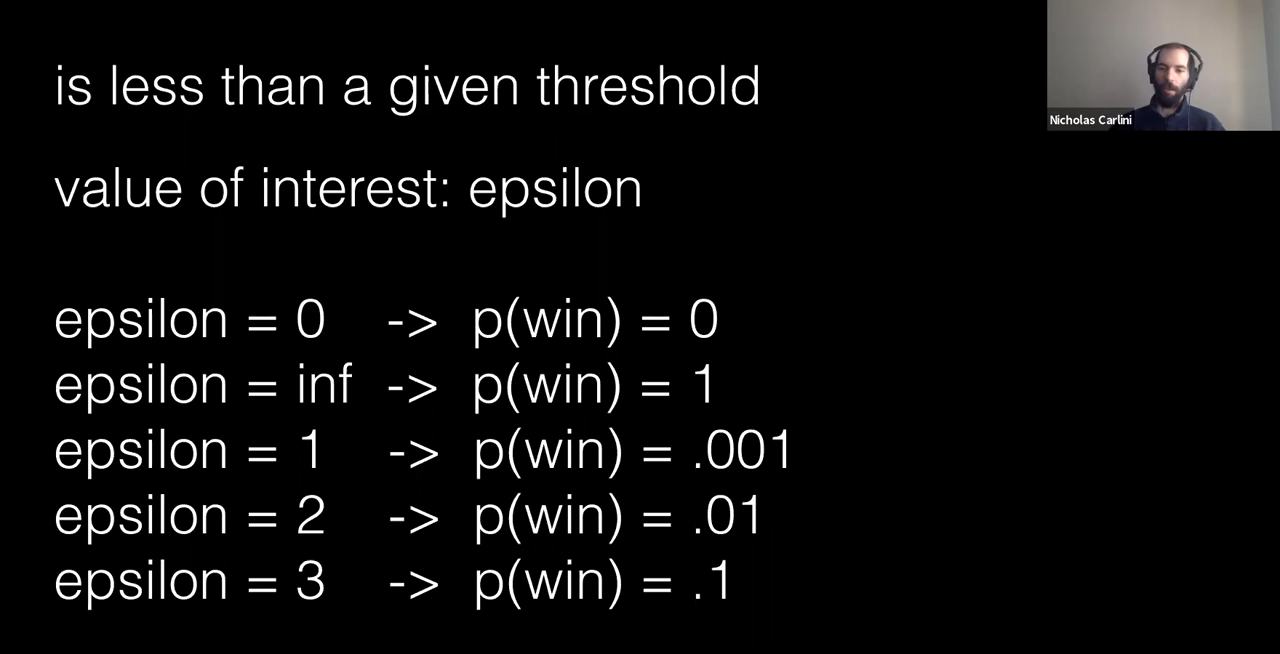 is less than a given threshold
Nicholas Carlini
value of interest: epsilon
epsilon = 0 -> p(win) = 0
epsilon = inf -> p(win) = 1
epsilon = 1 -> p(win) = .001
epsilon = 2 -> p(win) = .01
epsilon = 3 -> p(win) = .1